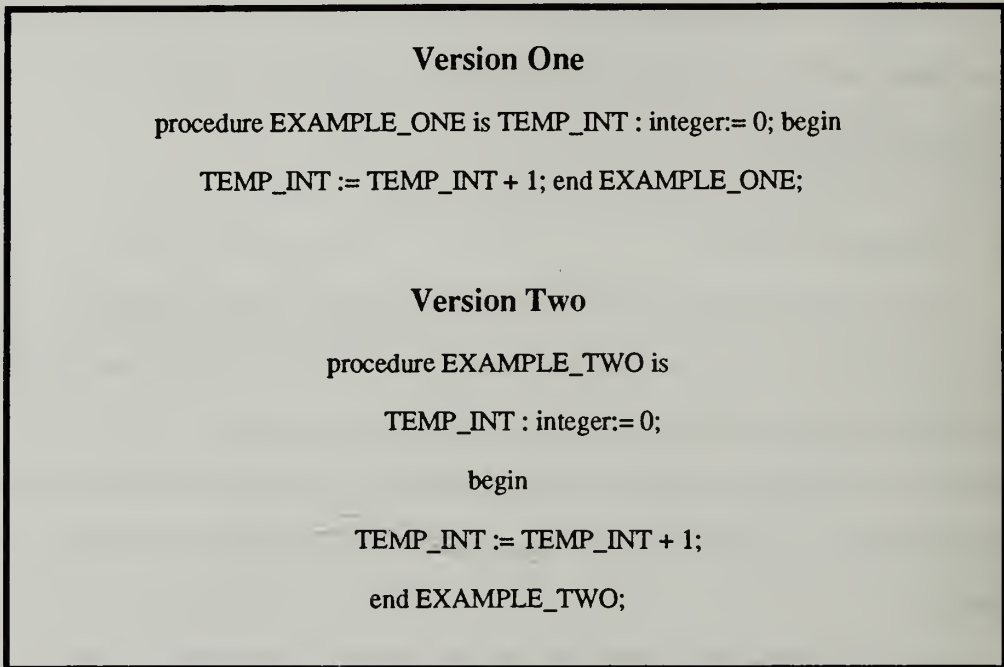 Version One
procedure EXAMPLE_ONE is TEMP_INT : integer:= 0; begin
TEMP_INT := TEMP_INT + 1; end EXAMPLE_ONE;
Version Two
procedure EXAMPLE_TWO is
TEMP_INT : integer:= 0;
begin
TEMP_INT := TEMP_INT + 1;
end EXAMPLE_TWO;